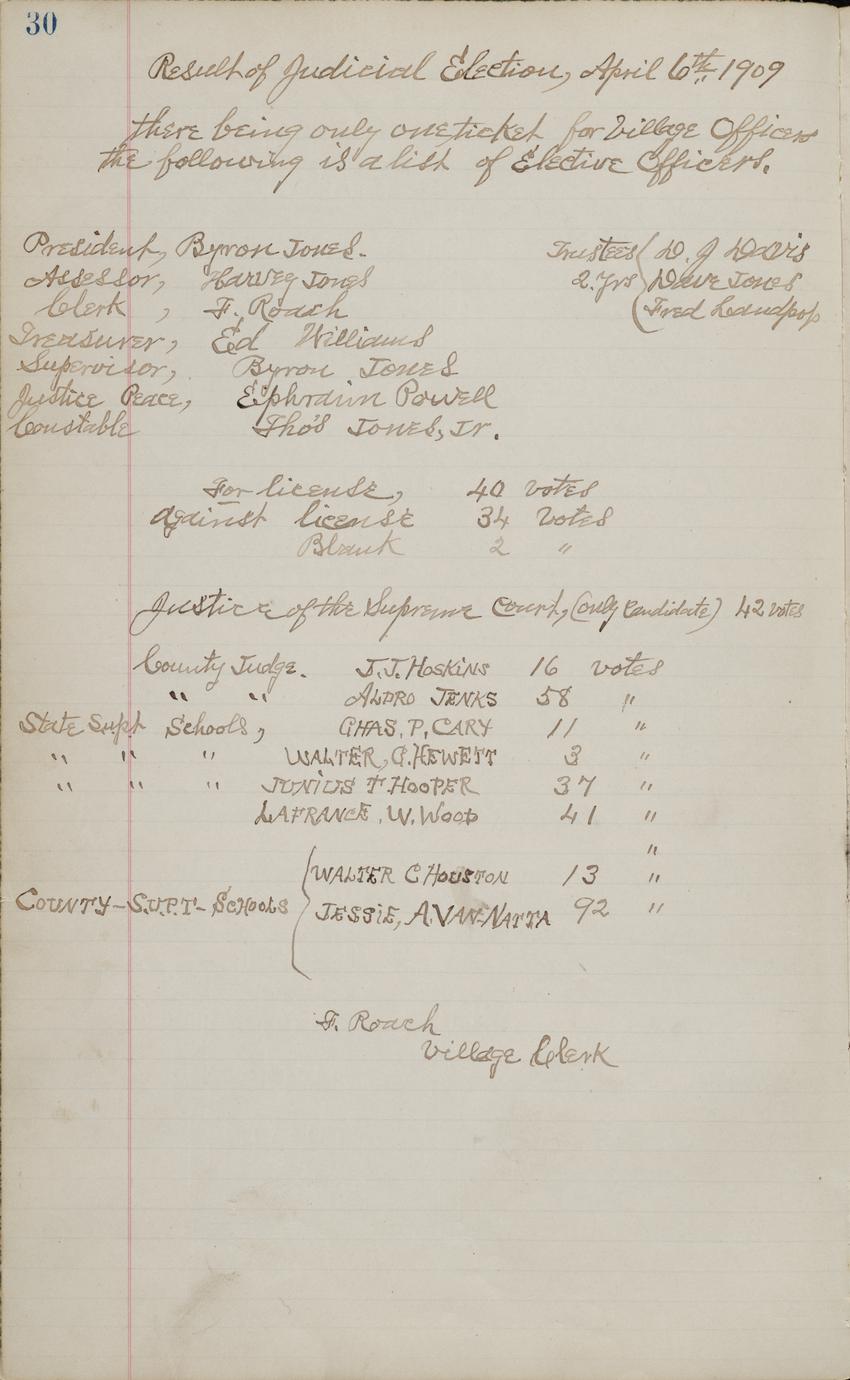 30
Result of Judicial Election, April 6th 1909
there being only one ticket for Village Officers
the following is a list of Elective Officers.
President, Byron Jones. Trustees ( D. J Davis
Assessor, Harvey Jones 2. yrs ( Dave Jones
Clerk , F. Roach ( Fred
Treasurer, Ed Williams
Supervisor, Byron Jones
Justice Peace, Ephraim Powell
Constable Tho's Jones, Jr.
For license, 40 votes
against license 34 Votes
Blank 2 "
Justice of the Supreme Court, (only Candidate) 42 votes
County Judge. J. J. Hoskins 16 votes
" " ALDRO JENKS 58 "
State Supt Schools, CHAS. P. CARY 11 "
" " " WALTER, G. HEWETT 3 "
" " " JUNIUS T. HOOPER 37 "
LAFRANCE. W. WOOD 41 "
"
WALTER C HOUSTON 13 "
COUNTY-SUPT-SCHOOLS ( JESSIE, A. VAN-NATTA 92 "
F. Roach
Village Clerk